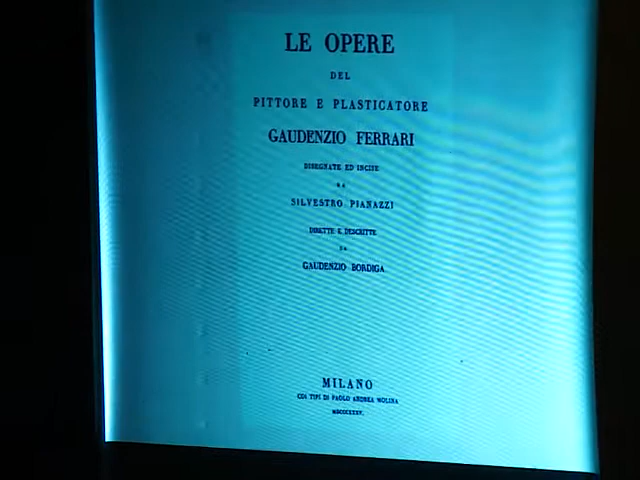 LE OPERE
DEL
PITTORE E PLASTICATORE
GAUDENZIO FERRARI
DISEGNATE ED INCISE
DA
SILVESTRO PIANAZZI
DIRETTE E DESCRITTE
DA
GAUDENZIO BORDIGA
MILANO
COI TIPI DI PAOLO ANDREA MOLINA
MDCCCXXXV.